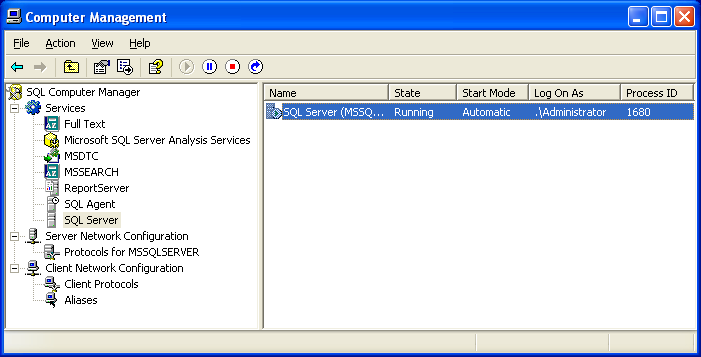 Computer Management
File Action View Help
SQL Computer Manager
Services
Full Text
Microsoft SQL Server Analysis Services
MSDTC
MSSEARCH
ReportServer
SQL Agent
SQL Server
Server Network Configuration
Protocols for MSSQLSERVER
Client Network Configuration
Client Protocols
Aliases
Name State Start Mode Log On As Process ID
SQL Server (MSSQ... Running Automatic .\Administrator 1680